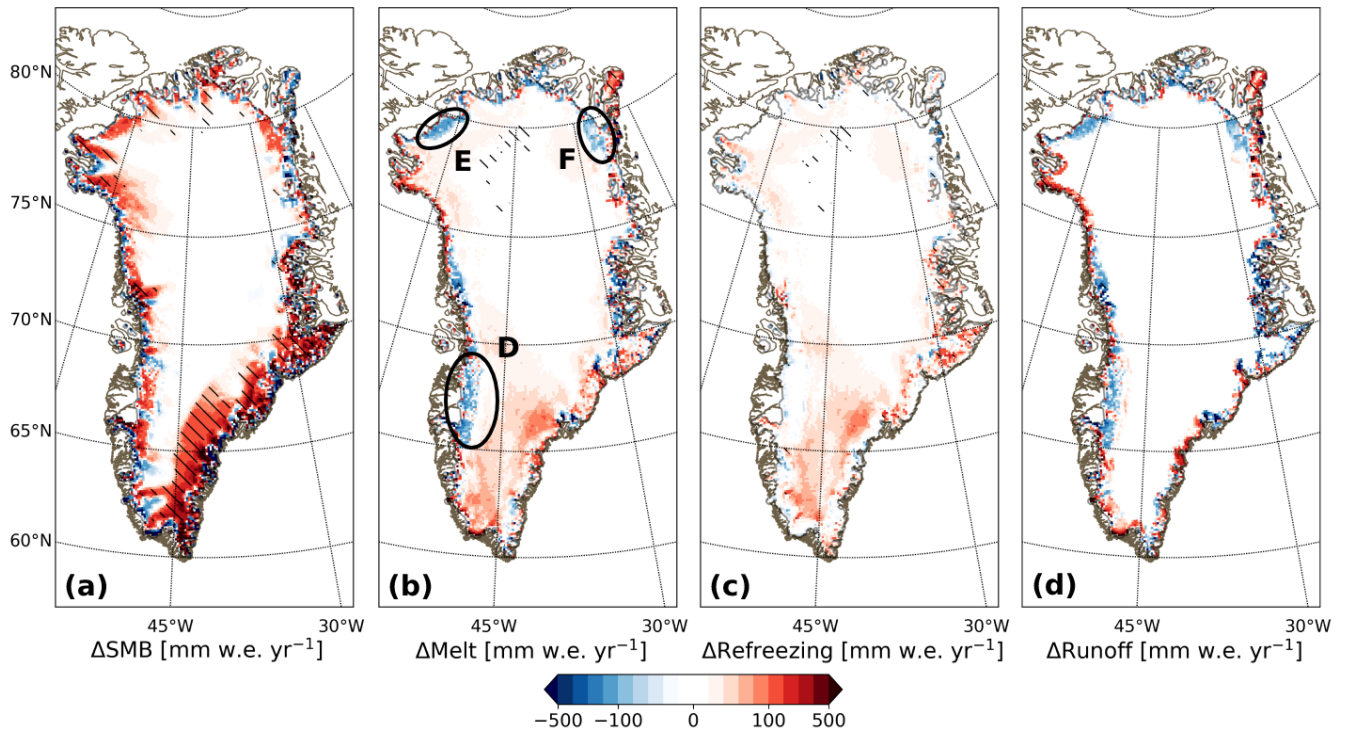 80°N
75°N
70°N
65°N
60°N
E
F
D
(a)
(b)
(c)
(d)
45°W 30°W 45°W 30°W 45°W 30°W 45°W 30°W
ΔSMB [mm w.e. yr⁻¹] ΔMelt [mm w.e. yr⁻¹] ΔRefreezing [mm w.e. yr⁻¹] ΔRunoff [mm w.e. yr⁻¹]
−500 −100 0 100 500